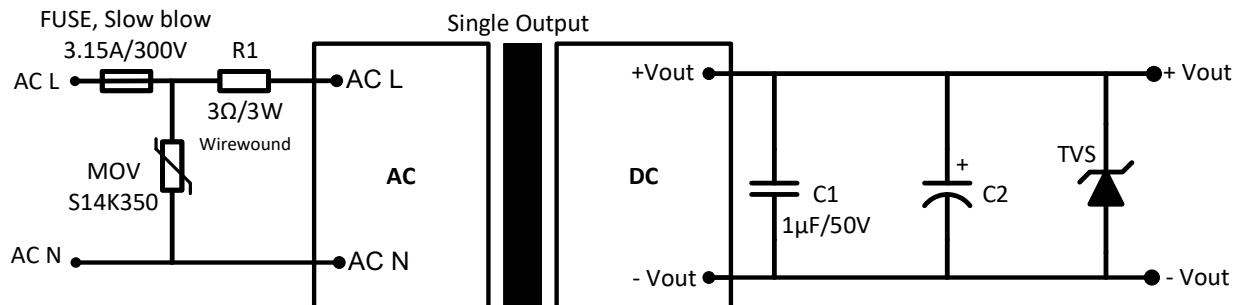 FUSE, Slow blow
3.15A/300V
R1
Single Output
AC L
AC L
+Vout
+ Vout
3Ω/3W
Wirewound
MOV
S14K350
AC
DC
C1
1µF/50V
+
C2
TVS
AC N
AC N
- Vout
- Vout